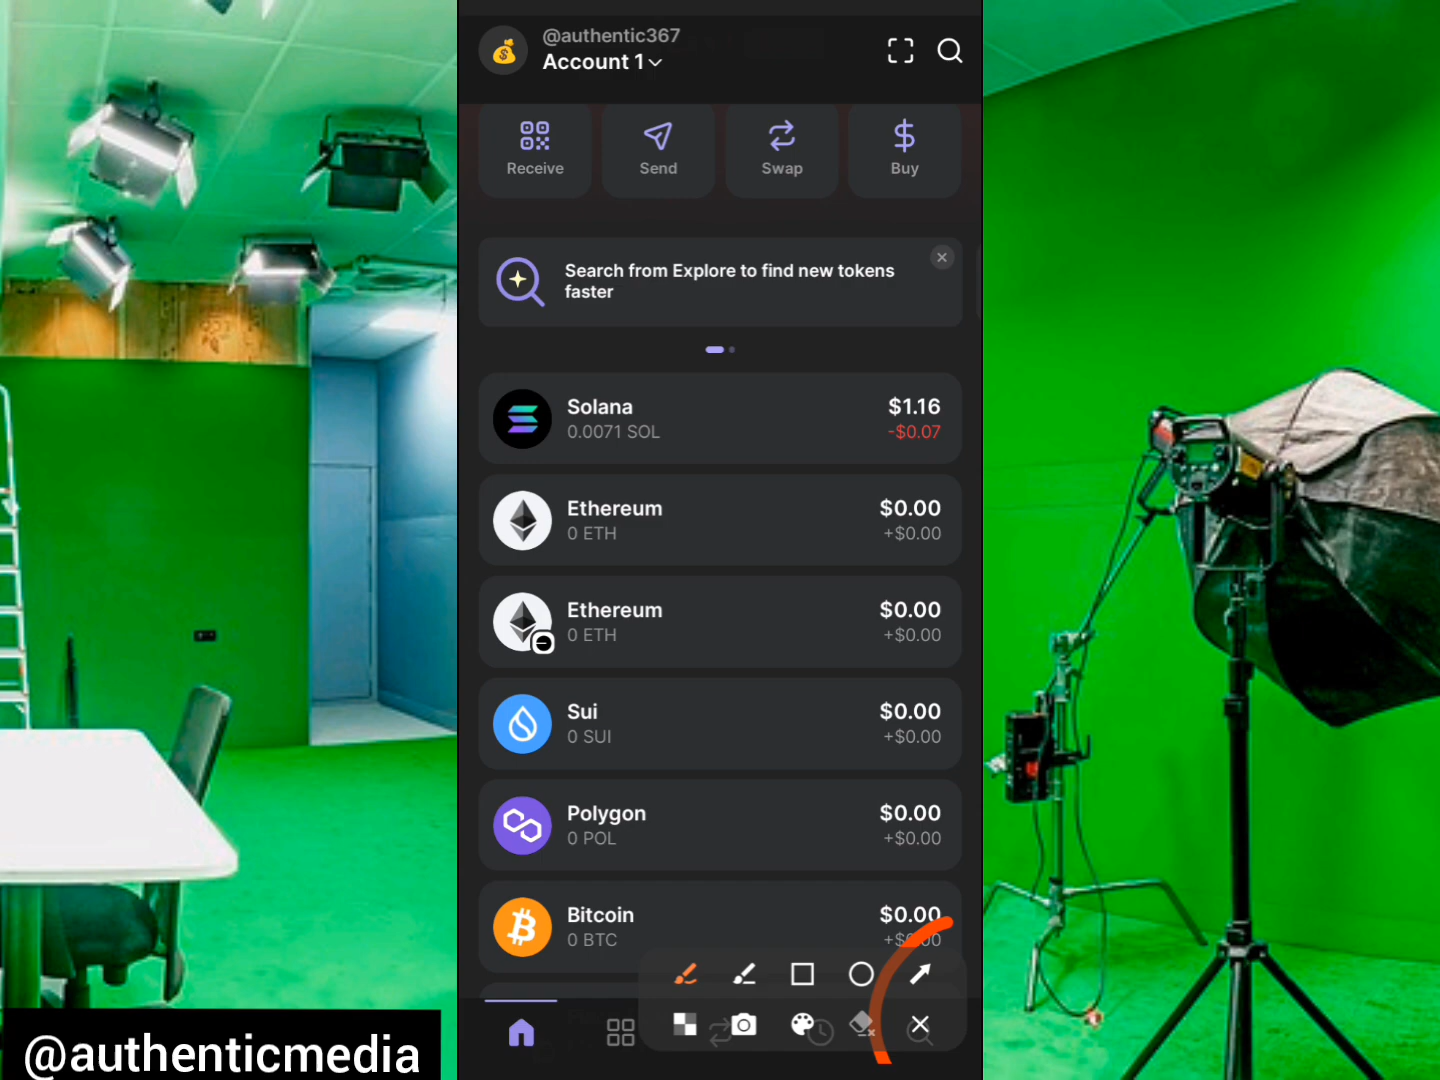 @authentic367
Account 1
Receive
Send
Swap
Buy
Search from Explore to find new tokens
faster
Solana
$1.16
0.0071 SOL
-$0.07
Ethereum
$0.00
0 ETH
+$0.00
Ethereum
$0.00
0 ETH
+$0.00
Sui
$0.00
0 SUI
+$0.00
Polygon
$0.00
0 POL
+$0.00
Bitcoin
$0.00
0 BTC
+$0.00
@authenticmedia